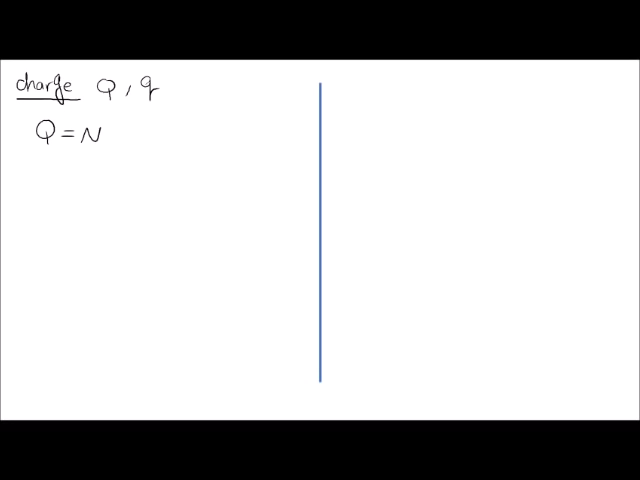 charge Q, q
Q = N